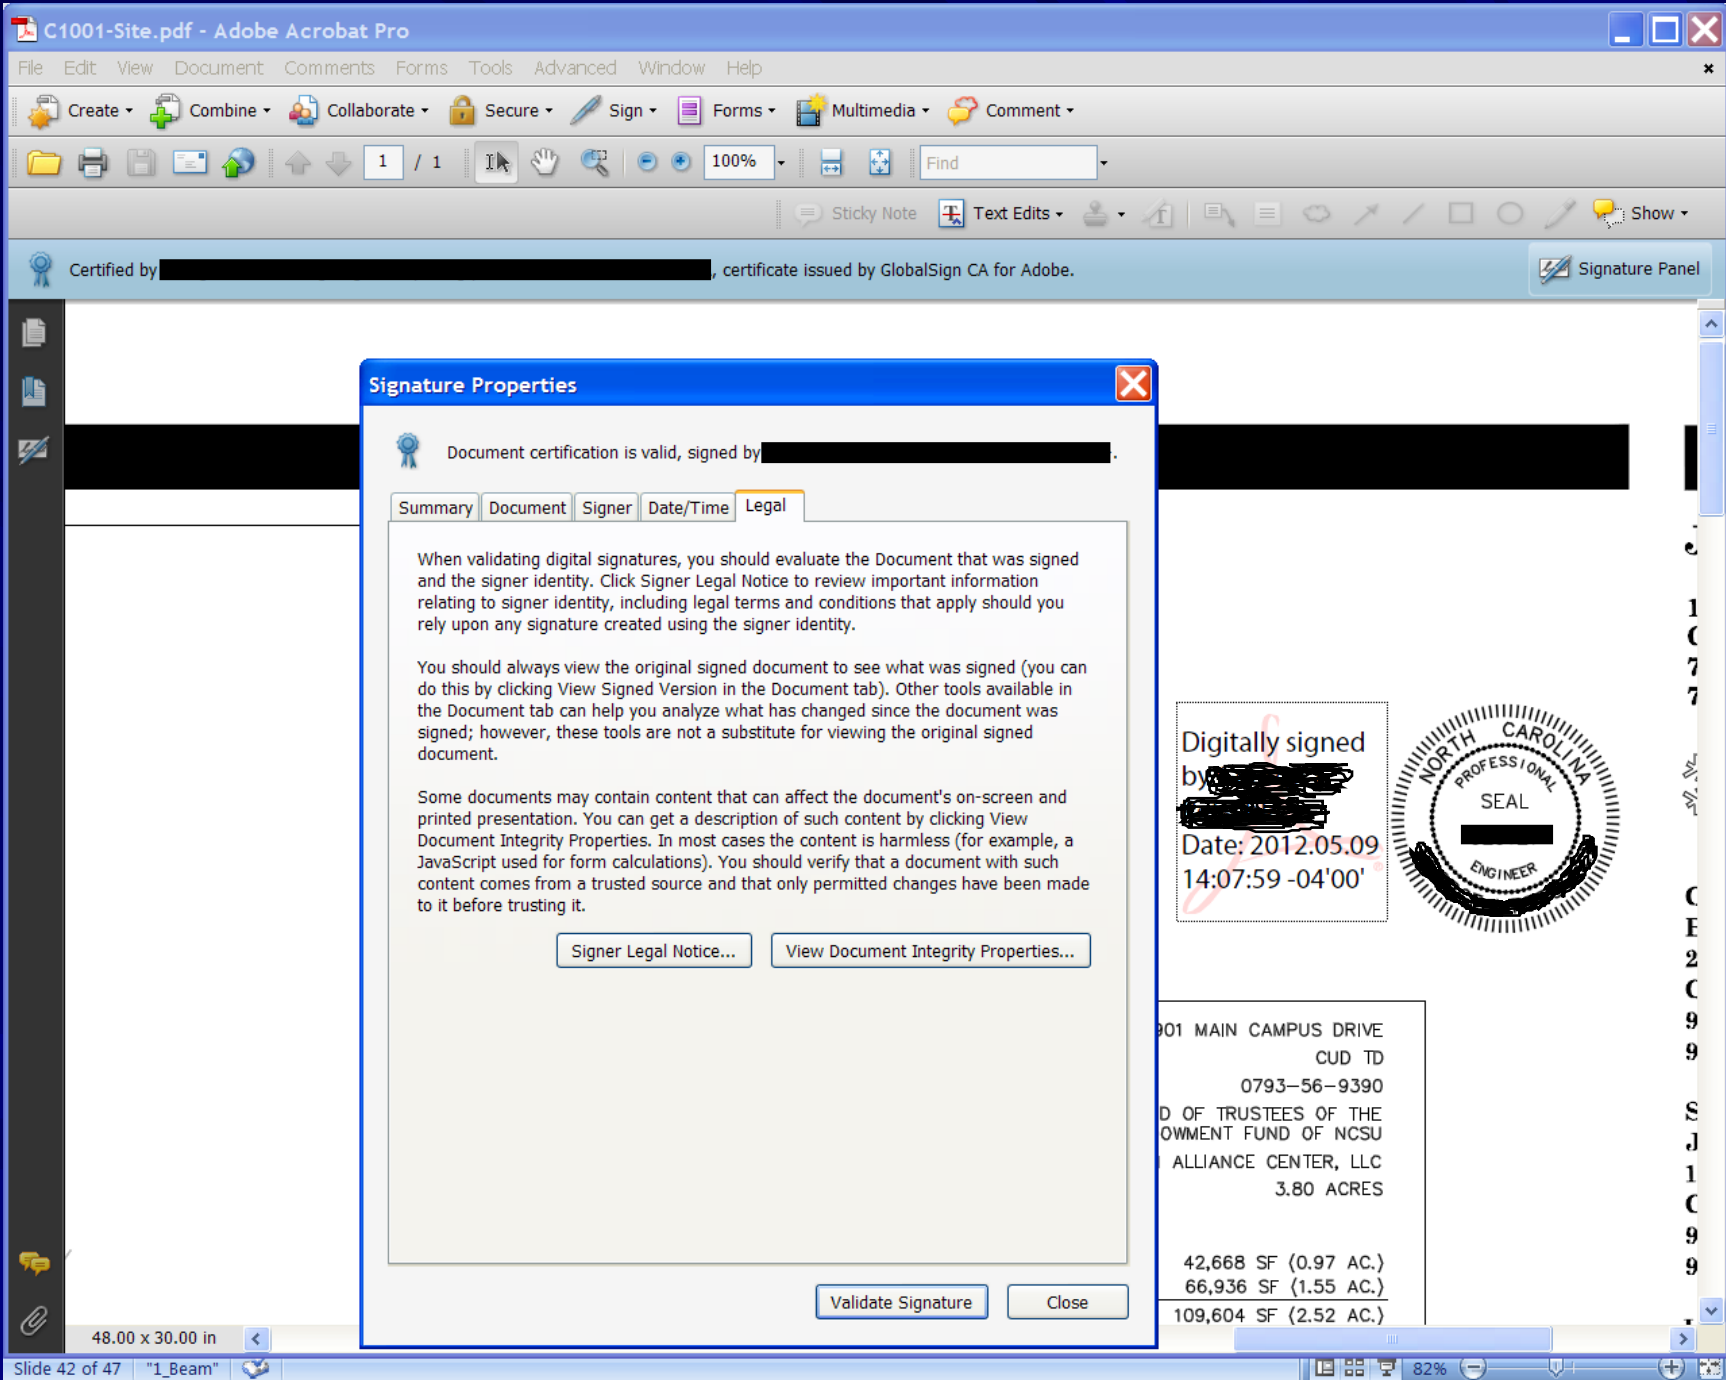 C1001-Site.pdf - Adobe Acrobat Pro
File Edit View Document Comments Forms Tools Advanced Window Help
Create Combine Collaborate Secure Sign Forms Multimedia Comment
1 / 1 100% Find
Sticky Note Text Edits Show
Certified by , certificate issued by GlobalSign CA for Adobe.
Signature Panel
Signature Properties
Document certification is valid, signed by .
Summary Document Signer Date/Time Legal
When validating digital signatures, you should evaluate the Document that was signed
and the signer identity. Click Signer Legal Notice to review important information
relating to signer identity, including legal terms and conditions that apply should you
rely upon any signature created using the signer identity.
You should always view the original signed document to see what was signed (you can
do this by clicking View Signed Version in the Document tab). Other tools available in
the Document tab can help you analyze what has changed since the document was
signed; however, these tools are not a substitute for viewing the original signed
document.
Some documents may contain content that can affect the document's on-screen and
printed presentation. You can get a description of such content by clicking View
Document Integrity Properties. In most cases the content is harmless (for example, a
JavaScript used for form calculations). You should verify that a document with such
content comes from a trusted source and that only permitted changes have been made
to it before trusting it.
Signer Legal Notice... View Document Integrity Properties...
Validate Signature Close
Digitally signed
by
Date: 2012.05.09
14:07:59 -04'00'
NORTH CAROLINA
PROFESSIONAL
SEAL
ENGINEER
901 MAIN CAMPUS DRIVE
CUD TD
0793-56-9390
D OF TRUSTEES OF THE
OWMENT FUND OF NCSU
ALLIANCE CENTER, LLC
3.80 ACRES
42,668 SF (0.97 AC.)
66,936 SF (1.55 AC.)
109,604 SF (2.52 AC.)
48.00 x 30.00 in
Slide 42 of 47 "1_Beam" 82%